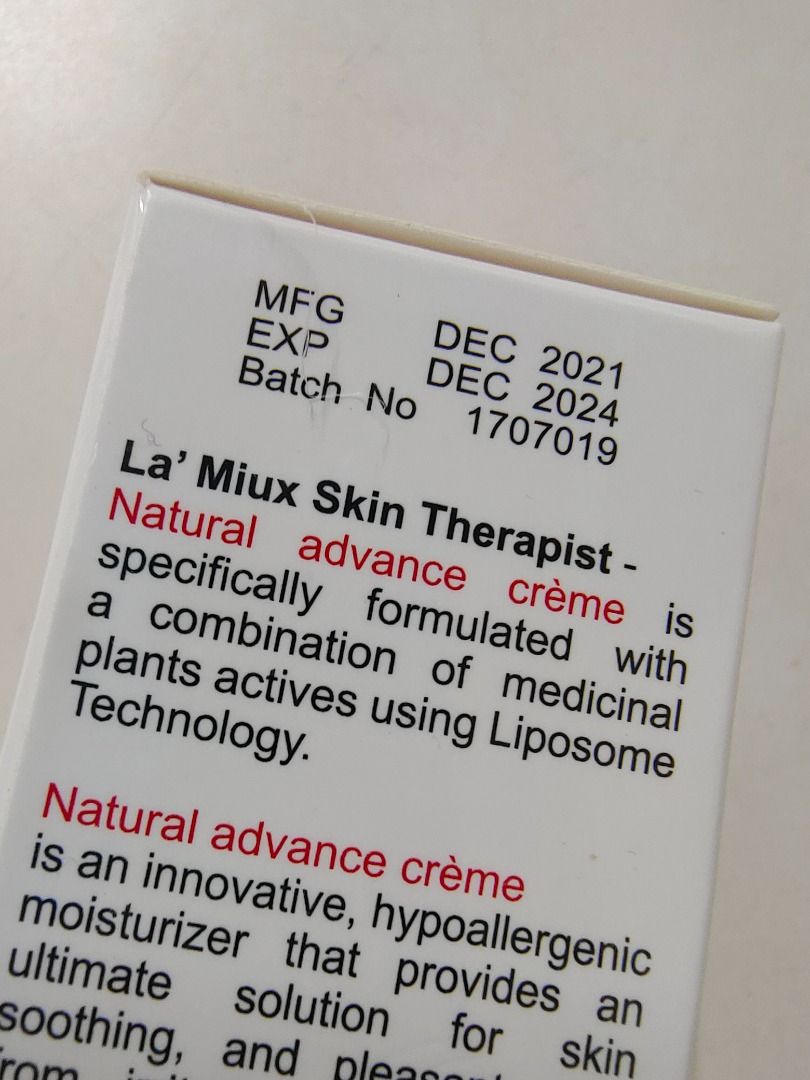 MFG DEC 2021
EXP DEC 2024
Batch No 1707019
La' Miux Skin Therapist -
Natural advance crème is
specifically formulated with
a combination of medicinal
plants actives using Liposome
Technology.
Natural advance crème
is an innovative, hypoallergenic
moisturizer that provides an
ultimate solution for skin
soothing, and